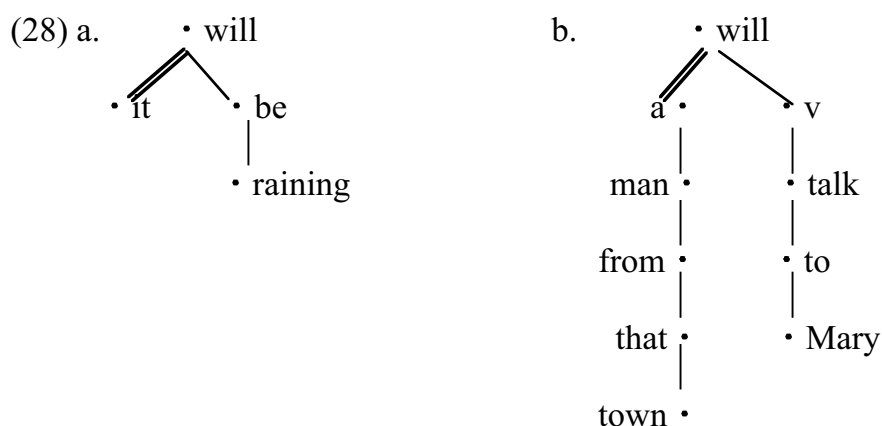 (28) a. will b. will
it be a v
raining man talk
from to
that Mary
town